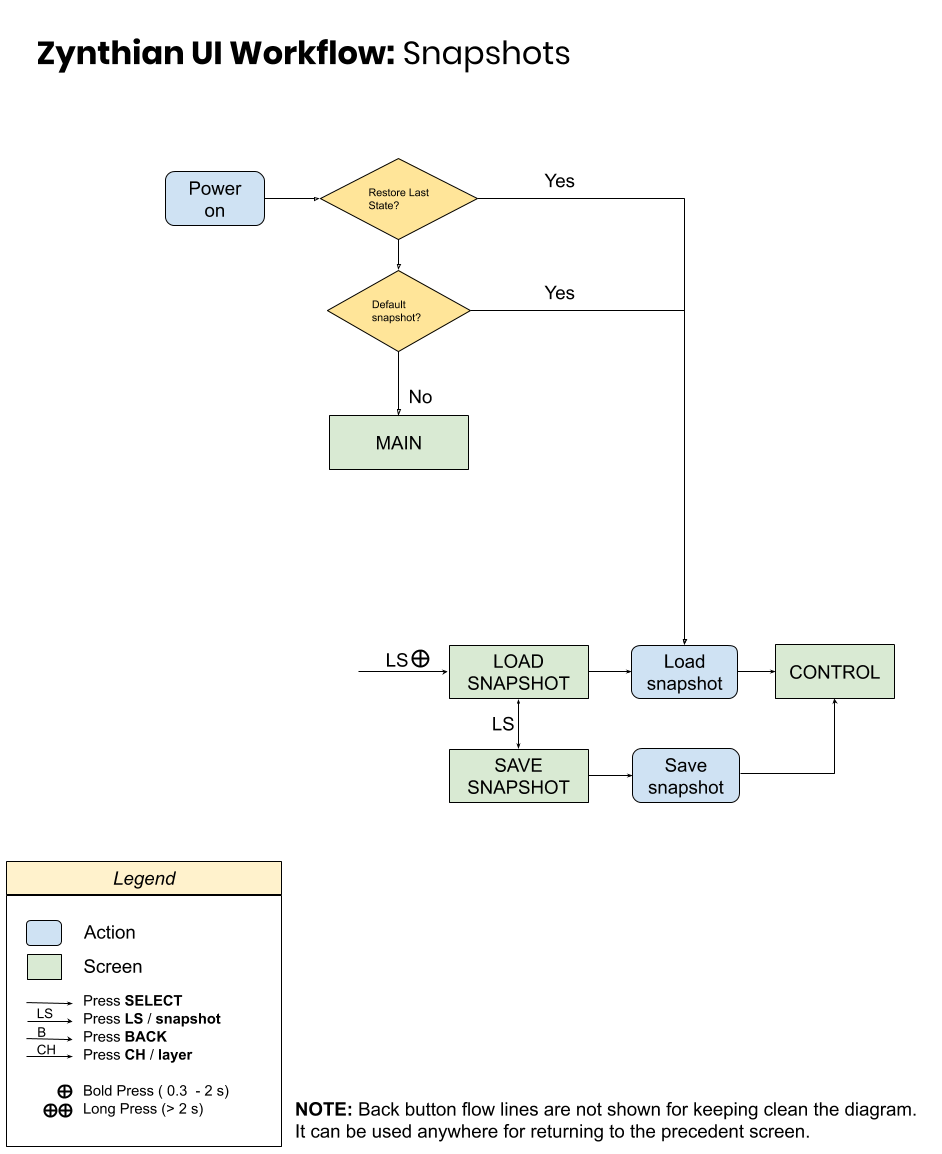 Zynthian UI Workflow: Snapshots
Power
on
Restore Last
State?
Yes
Default
snapshot?
Yes
No
MAIN
LS⊕
LOAD
SNAPSHOT
Load
snapshot
CONTROL
LS
SAVE
SNAPSHOT
Save
snapshot
Legend
Action
Screen
Press SELECT
LS Press LS / snapshot
B Press BACK
CH Press CH / layer
⊕ Bold Press ( 0.3 - 2 s)
⊕⊕ Long Press (> 2 s)
NOTE: Back button flow lines are not shown for keeping clean the diagram.
It can be used anywhere for returning to the precedent screen.